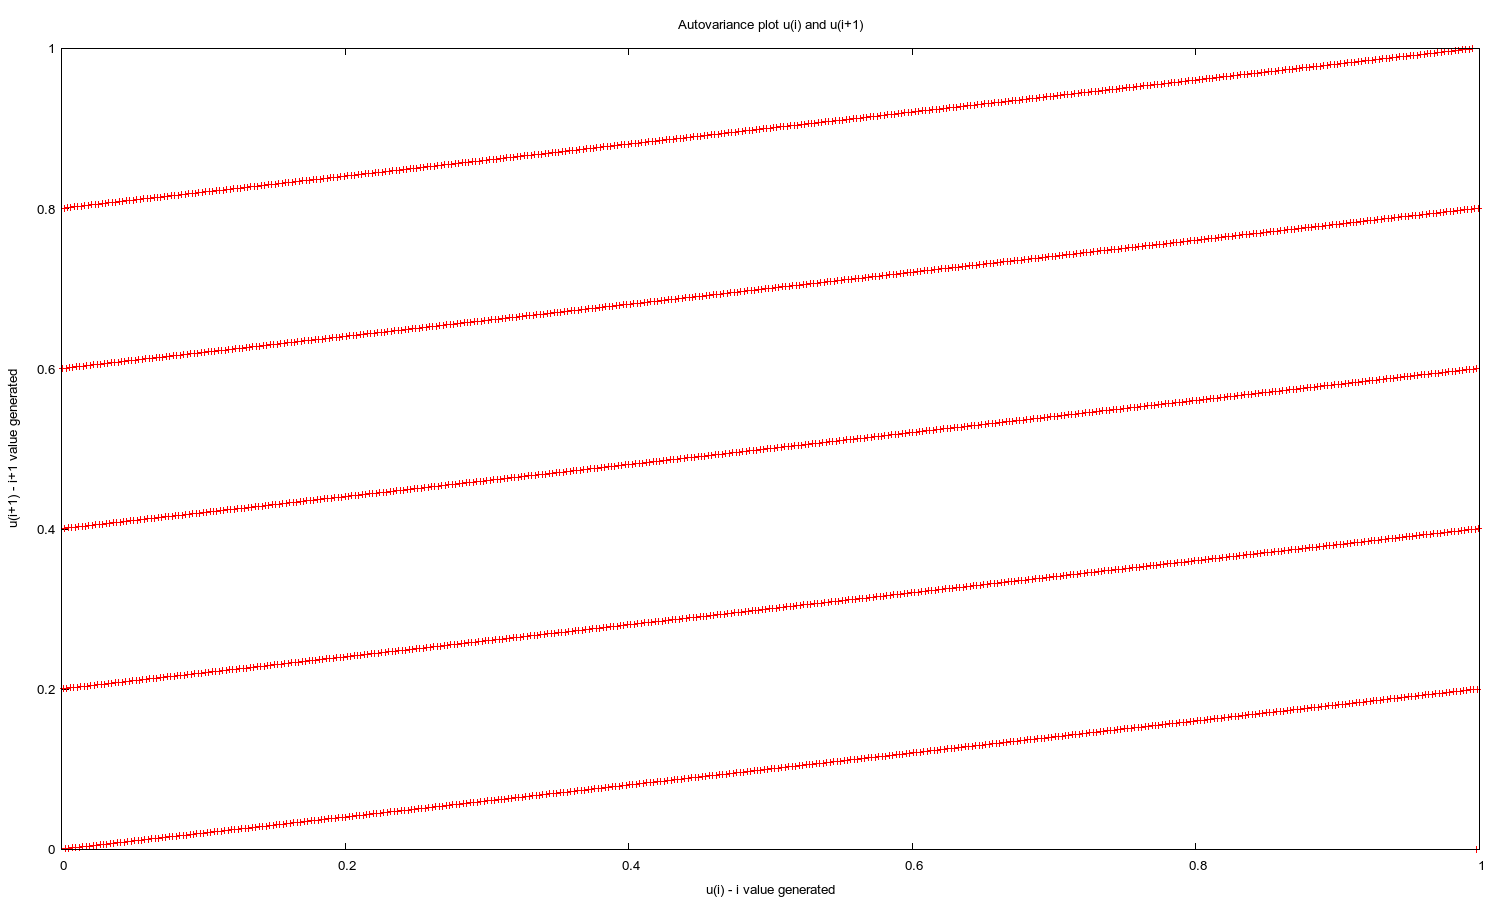 Autovariance plot u(i) and u(i+1)
1
0.8
0.6
0.4
0.2
0
u(i+1) - i+1 value generated
0 0.2 0.4 0.6 0.8 1
u(i) - i value generated